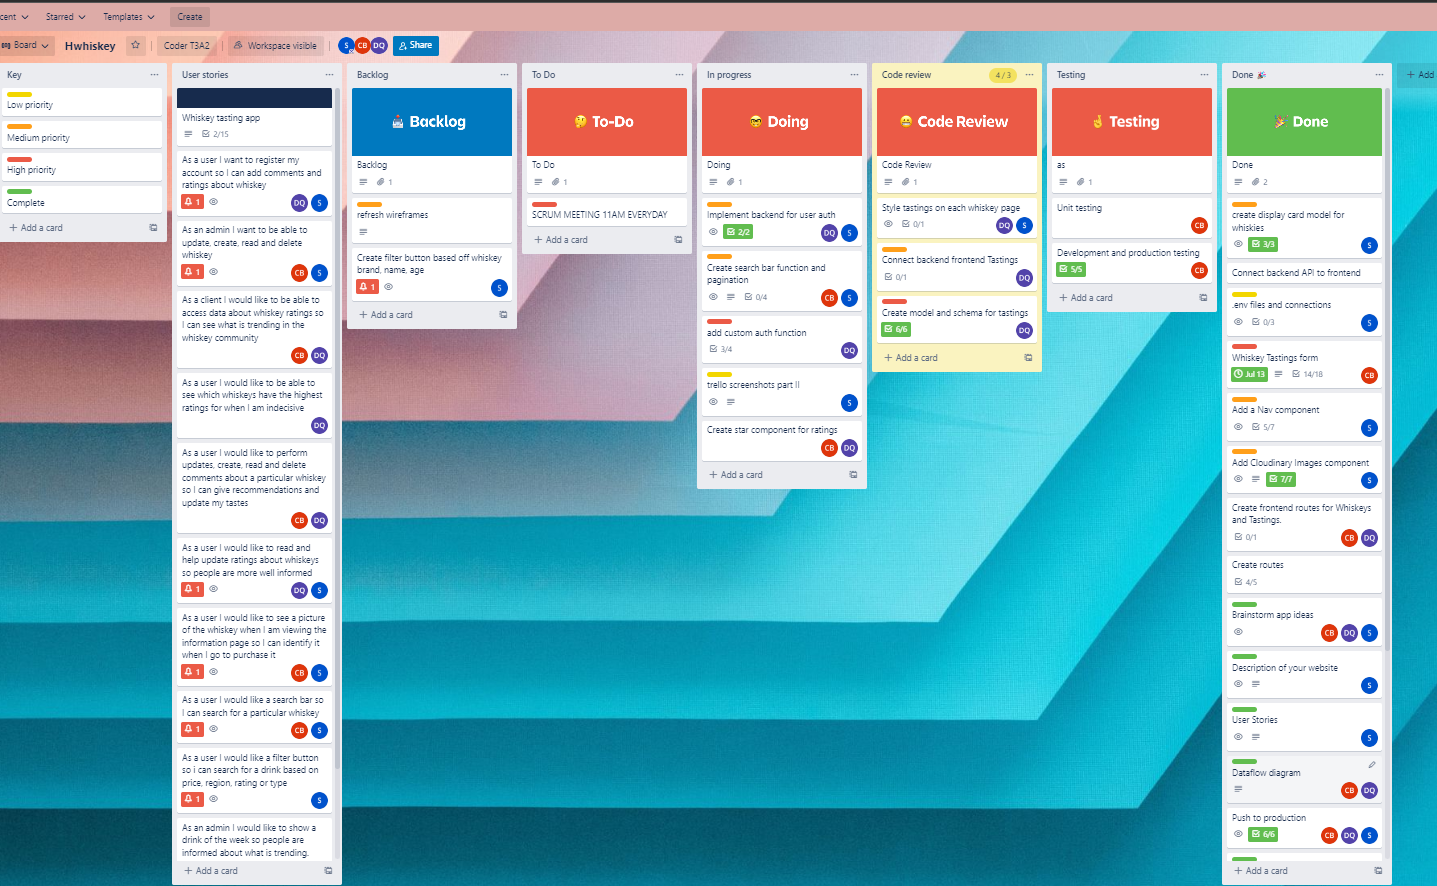 cent
Starred
Templates
Create
Board
Hwhiskey
Coder T3A2
Workspace visible
S
CB
DQ
Share
Key
Low priority
Medium priority
High priority
Complete
+ Add a card
User stories
Whiskey tasting app
2/15
As a user I want to register my
account so I can add comments and
ratings about whiskey
1
DQ
S
As an admin I want to be able to
update, create, read and delete
whiskey
1
CB
S
As a client I would like to be able to
access data about whiskey ratings so
I can see what is trending in the
whiskey community
CB
DQ
As a user I would like to be able to
see which whiskeys have the highest
ratings for when I am indecisive
DQ
As a user I would like to perform
updates, create, read and delete
comments about a particular whiskey
so I can give recommendations and
update my tastes
CB
DQ
As a user I would like to read and
help update ratings about whiskeys
so people are more well informed
1
DQ
S
As a user I would like to see a picture
of the whiskey when I am viewing the
information page so I can identify it
when I go to purchase it
1
CB
S
As a user I would like a search bar so
I can search for a particular whiskey
1
CB
S
As a user I would like a filter button
so i can search for a drink based on
price, region, rating or type
1
S
As an admin I would like to show a
drink of the week so people are
informed about what is trending.
+ Add a card
Backlog
Backlog
Backlog
1
refresh wireframes
Create filter button based off whiskey
brand, name, age
1
S
+ Add a card
To Do
To-Do
To Do
1
SCRUM MEETING 11AM EVERYDAY
+ Add a card
In progress
Doing
Doing
1
Implement backend for user auth
2/2
DQ
S
Create search bar function and
pagination
0/4
CB
S
add custom auth function
3/4
DQ
trello screenshots part II
S
Create star component for ratings
CB
DQ
+ Add a card
Code review
4 / 3
Code Review
Code Review
1
Style tastings on each whiskey page
0/1
DQ
S
Connect backend frontend Tastings
0/1
DQ
Create model and schema for tastings
6/6
DQ
+ Add a card
Testing
Testing
as
1
Unit testing
CB
Development and production testing
5/5
CB
+ Add a card
Done
Done
Done
2
create display card model for
whiskies
3/3
S
Connect backend API to frontend
.env files and connections
0/3
S
Whiskey Tastings form
Jul 13
14/18
CB
Add a Nav component
5/7
S
Add Cloudinary Images component
7/7
S
Create frontend routes for Whiskeys
and Tastings.
0/1
CB
DQ
Create routes
4/5
Brainstorm app ideas
CB
DQ
S
Description of your website
S
User Stories
S
Dataflow diagram
CB
DQ
Push to production
6/6
CB
DQ
S
+ Add a card
+ Add